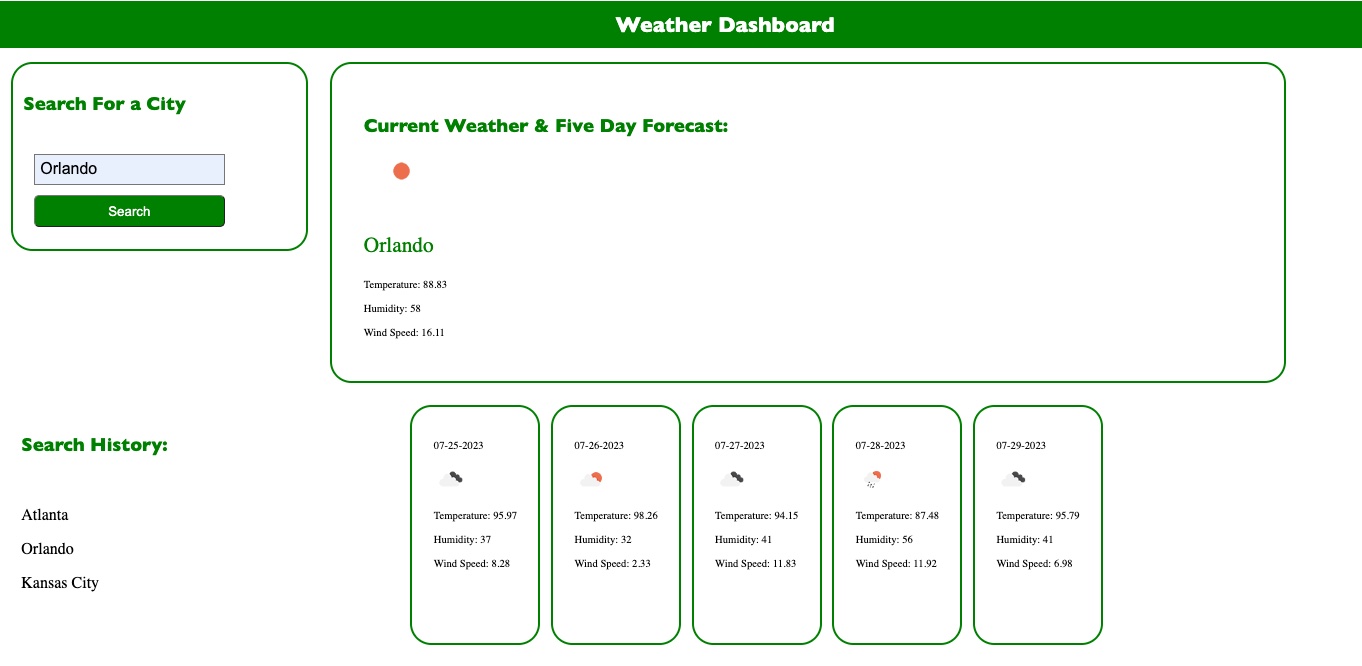 Weather Dashboard
Search For a City
Orlando
Search
Current Weather & Five Day Forecast:
Orlando
Temperature: 88.83
Humidity: 58
Wind Speed: 16.11
Search History:
Atlanta
Orlando
Kansas City
07-25-2023
Temperature: 95.97
Humidity: 37
Wind Speed: 8.28
07-26-2023
Temperature: 98.26
Humidity: 32
Wind Speed: 2.33
07-27-2023
Temperature: 94.15
Humidity: 41
Wind Speed: 11.83
07-28-2023
Temperature: 87.48
Humidity: 56
Wind Speed: 11.92
07-29-2023
Temperature: 95.79
Humidity: 41
Wind Speed: 6.98